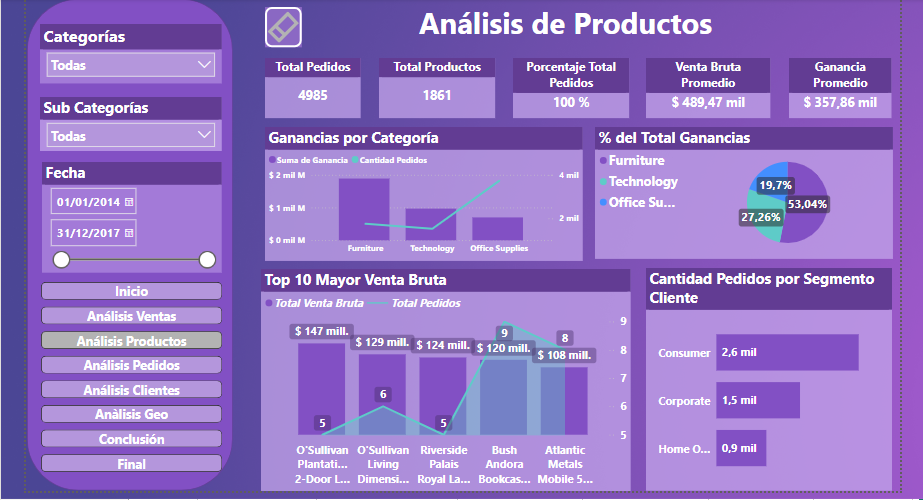 Categorías
Todas
Sub Categorías
Todas
Fecha
01/01/2014
31/12/2017
Inicio
Análisis Ventas
Análisis Productos
Análisis Pedidos
Análisis Clientes
Anàlisis Geo
Conclusión
Final
Análisis de Productos
Total Pedidos
4985
Total Productos
1861
Porcentaje Total
Pedidos
100 %
Venta Bruta
Promedio
$ 489,47 mil
Ganancia
Promedio
$ 357,86 mil
Ganancias por Categoría
Suma de Ganancia Cantidad Pedidos
$ 2 mil M
$ 1 mil M
$ 0 mil M
4 mil
2 mil
Furniture Technology Office Supplies
% del Total Ganancias
Furniture
Technology
Office Su...
19,7%
53,04%
27,26%
Top 10 Mayor Venta Bruta
Total Venta Bruta Total Pedidos
$ 147 mill.
$ 129 mill.
$ 124 mill.
$ 120 mill.
$ 108 mill.
5
6
5
9
8
9
8
7
6
5
O'Sullivan
Plantati...
2-Door L...
O'Sullivan
Living
Dimensi...
Riverside
Palais
Royal La...
Bush
Andora
Bookcas...
Atlantic
Metals
Mobile 5...
Cantidad Pedidos por Segmento
Cliente
Consumer 2,6 mil
Corporate 1,5 mil
Home O... 0,9 mil